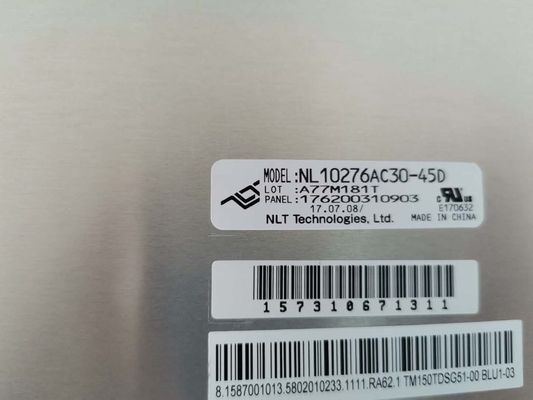 MODEL:NL10276AC30-45D
LOT :A77M181T
PANEL:176200310903
17.07.08/ E170632
NLT Technologies, Ltd. MADE IN CHINA
157310671311
8.1587001013.5802010233.1111.RA62.1 TM150TDSG51-00 BLU1-03